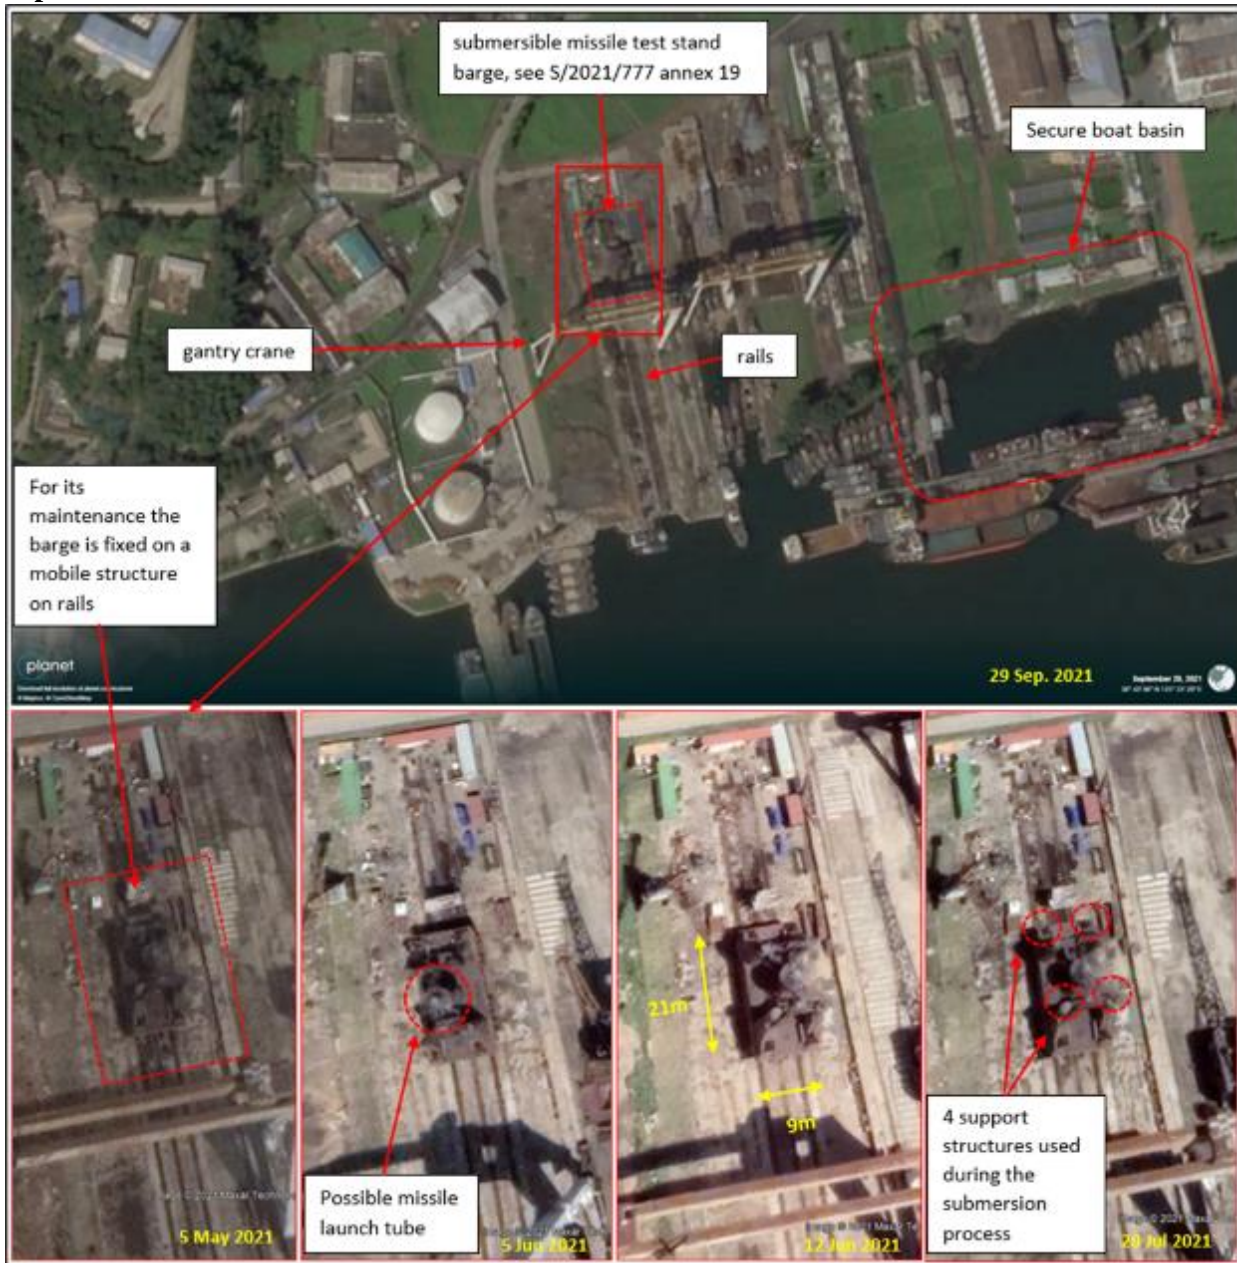 submersible missile test stand
barge, see S/2021/777 annex 19
Secure boat basin
gantry crane
rails
For its
maintenance the
barge is fixed on a
mobile structure
on rails
planet
29 Sep. 2021
5 May 2021
Possible missile
launch tube
5 Jun 2021
21m
9m
12 Jun 2021
4 support
structures used
during the
submersion
process
20 Jul 2021